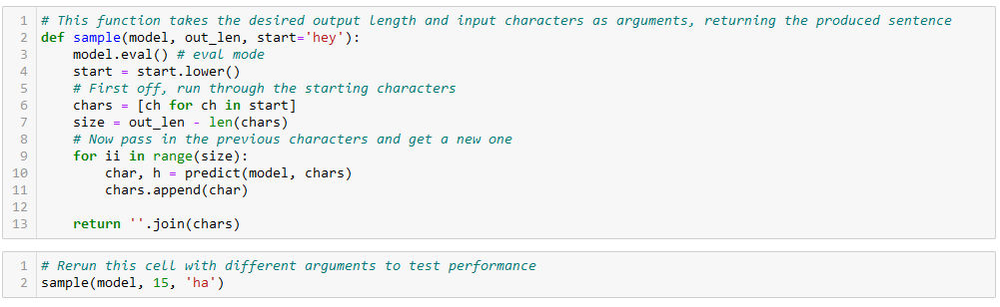 1 # This function takes the desired output length and input characters as arguments, returning the produced sentence
2 def sample(model, out_len, start='hey'):
3     model.eval() # eval mode
4     start = start.lower()
5     # First off, run through the starting characters
6     chars = [ch for ch in start]
7     size = out_len - len(chars)
8     # Now pass in the previous characters and get a new one
9     for ii in range(size):
10         char, h = predict(model, chars)
11         chars.append(char)
12
13     return ''.join(chars)
1 # Rerun this cell with different arguments to test performance
2 sample(model, 15, 'ha')